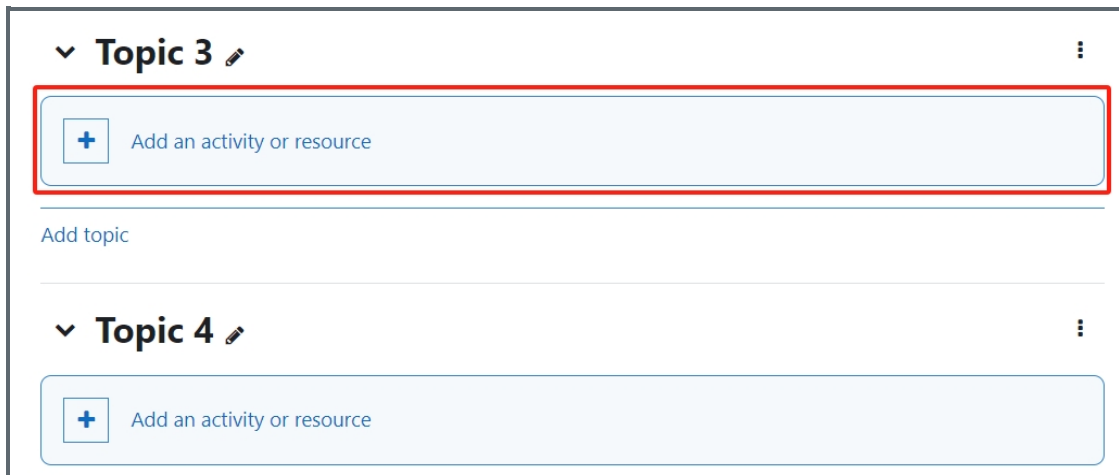 Topic 3
Add an activity or resource
Add topic
Topic 4
Add an activity or resource